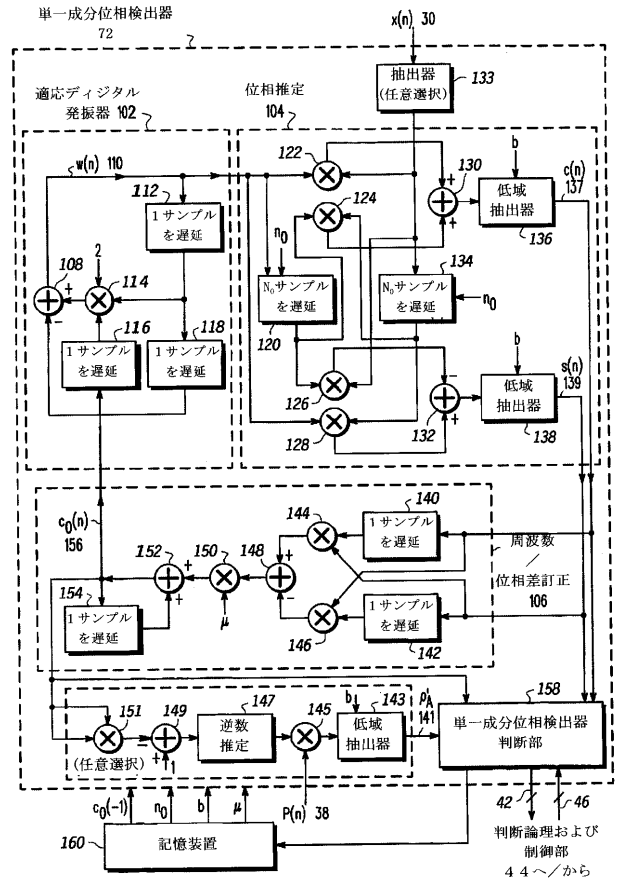 単一成分位相検出器
72
x(n) 30
抽出器
(任意選択)
133
適応ディジタル
発振器 102
位相推定
104
w(n) 110
112
1サンプル
を遅延
108
+
−
2
114
116
1サンプル
を遅延
118
1サンプル
を遅延
122
124
n0
N0サンプル
を遅延
120
134
N0サンプル
を遅延
n0
126
128
+
+
130
b
低域
抽出器
136
c(n)
137
−
+
132
b
低域
抽出器
138
s(n)
139
c0(n)
156
154
1サンプル
を遅延
152
+
+
150
μ
148
+
−
144
146
140
1サンプル
を遅延
1サンプル
を遅延
142
周波数
/
位相差訂正
106
151
(任意選択)
149
−
+
1
147
逆数
推定
145
P(n) 38
b
143
低域
抽出器
ρ'A
141
158
単一成分位相検出器
判断部
c0(-1)
n0
b
μ
160
記憶装置
42
46
判断論理および
制御部
44へ/から